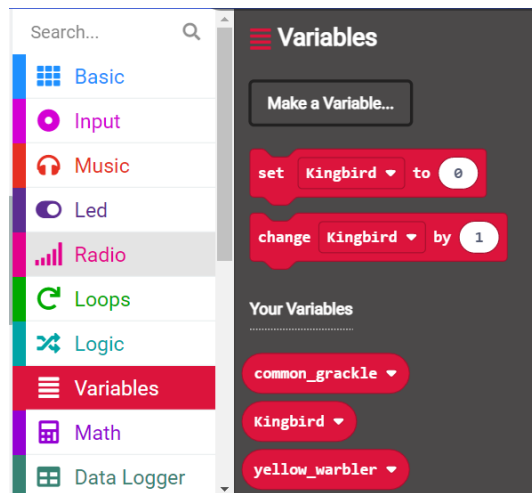 Search...
Basic
Input
Music
Led
Radio
Loops
Logic
Variables
Math
Data Logger
Variables
Make a Variable...
set Kingbird to 0
change Kingbird by 1
Your Variables
common_grackle
Kingbird
yellow_warbler